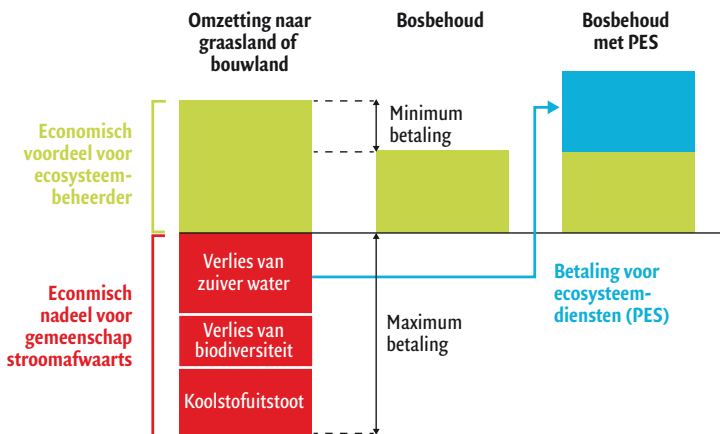 Omzetting naar
graasland of
bouwland
Bosbehoud
Bosbehoud
met PES
Economisch
voordeel voor
ecosysteem-
beheerder
Minimum
betaling
Econmisch
nadeel voor
gemeenschap
stroomafwaarts
Verlies van
zuiver water
Verlies van
biodiversiteit
Koolstofuitstoot
Maximum
betaling
Betaling voor
ecosysteem-
diensten (PES)